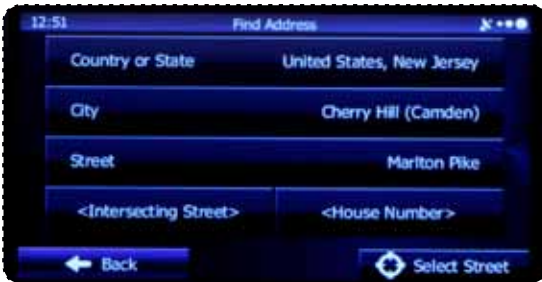 12:51 Find Address
Country or State United States, New Jersey
City Cherry Hill (Camden)
Street Marlton Pike
<Intersecting Street> <House Number>
Back Select Street